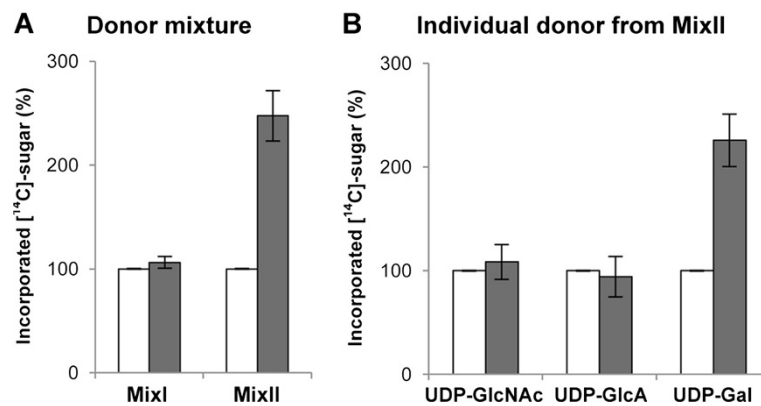 A Donor mixture
Incorporated [¹⁴C]-sugar (%)
300
200
100
0
MixI MixII
B Individual donor from MixII
Incorporated [¹⁴C]-sugar (%)
300
200
100
0
UDP-GlcNAc UDP-GlcA UDP-Gal